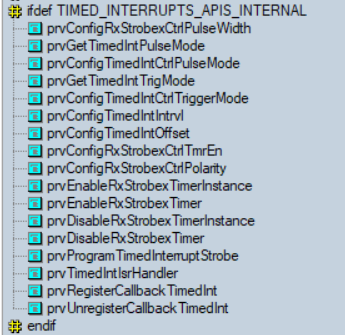 ifdef TIMED_INTERRUPTS_APIS_INTERNAL
prvConfigRxStrobexCtrlPulseWidth
prvGetTimedIntPulseMode
prvConfigTimedIntCtrlPulseMode
prvGetTimedIntTrigMode
prvConfigTimedIntCtrlTriggerMode
prvConfigTimedIntIntrvl
prvConfigTimedIntOffset
prvConfigRxStrobexCtrlTmrEn
prvConfigRxStrobexCtrlPolarity
prvEnableRxStrobexTimerInstance
prvEnableRxStrobexTimer
prvDisableRxStrobexTimerInstance
prvDisableRxStrobexTimer
prvProgramTimedInterruptStrobe
prvTimedIntIsrHandler
prvRegisterCallbackTimedInt
prvUnregisterCallbackTimedInt
endif